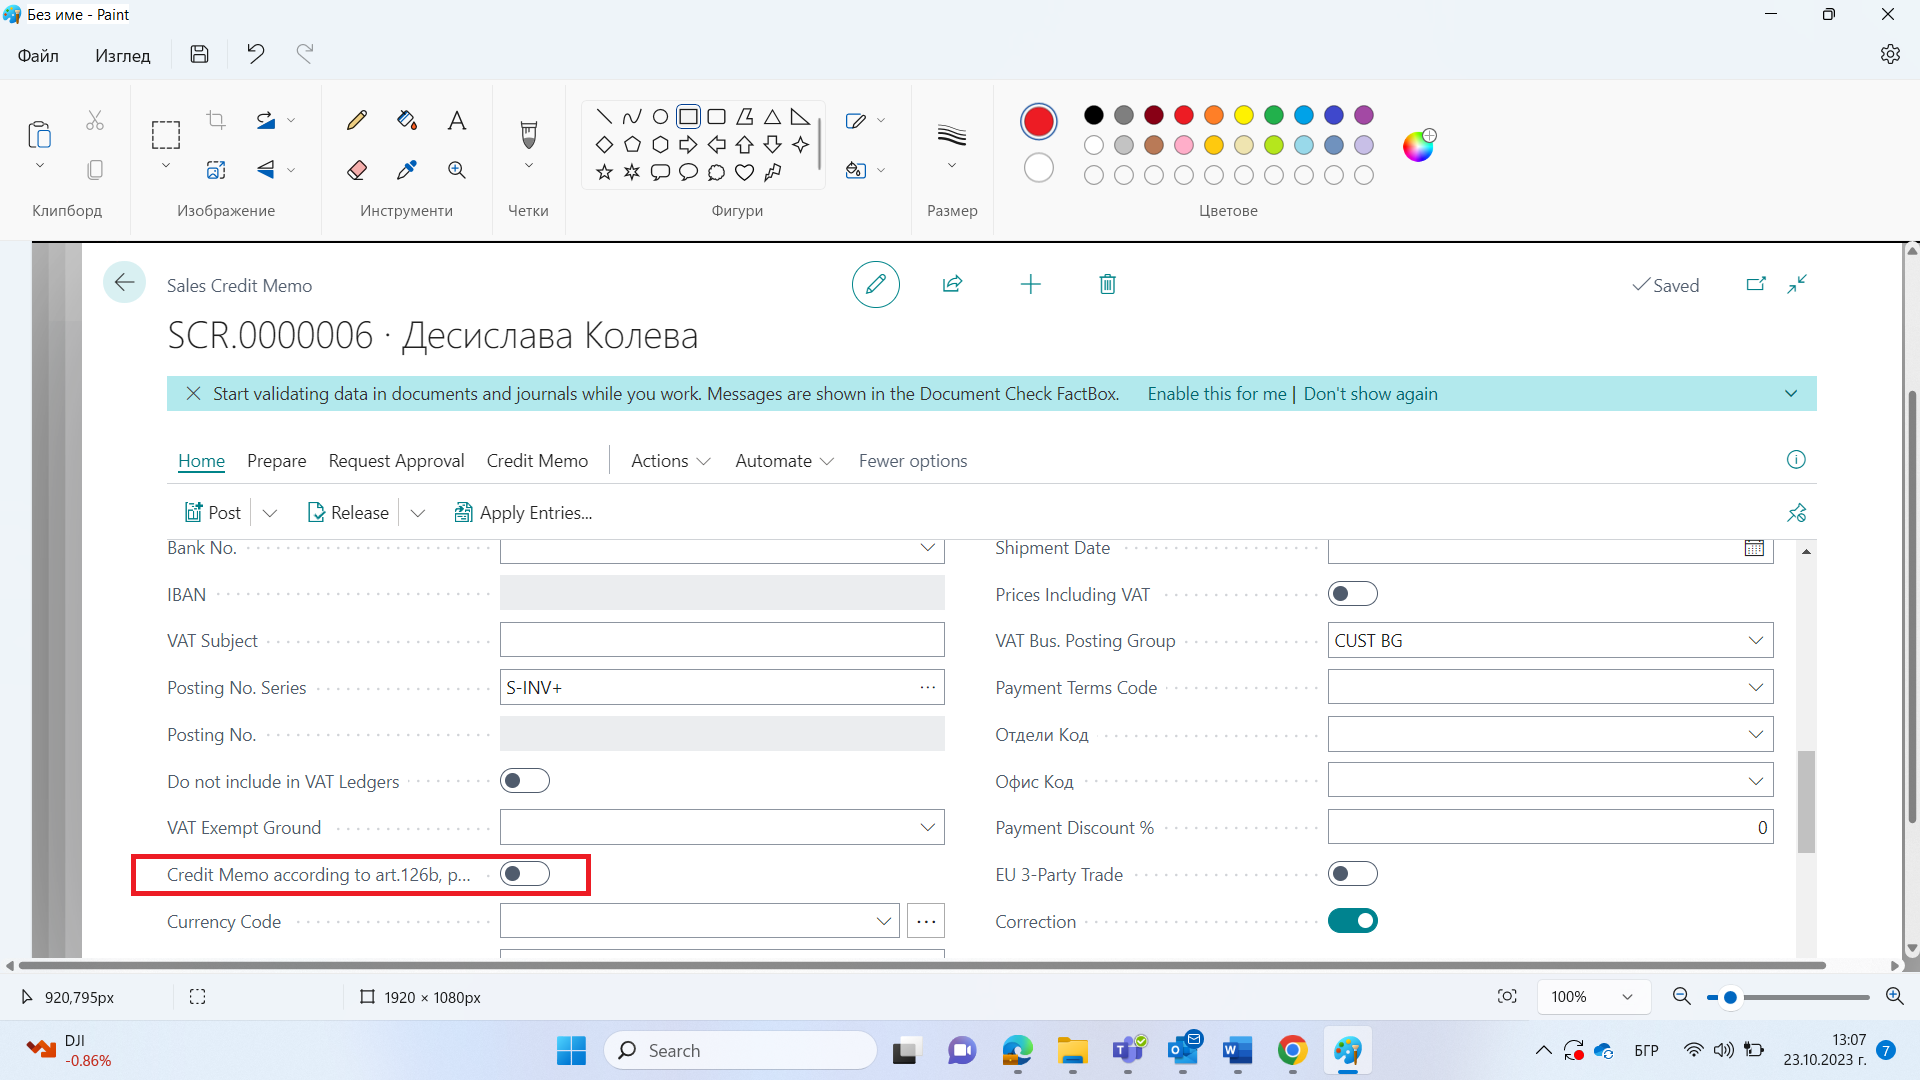 Без име - Paint
Файл Изглед
Клипборд Изображение Инструменти Четки Фигури Размер Цветове
Sales Credit Memo Saved
SCR.0000006 · Десислава Колева
Start validating data in documents and journals while you work. Messages are shown in the Document Check FactBox. Enable this for me | Don't show again
Home Prepare Request Approval Credit Memo Actions Automate Fewer options
Post Release Apply Entries...
Bank No. Shipment Date
IBAN Prices Including VAT
VAT Subject VAT Bus. Posting Group CUST BG
Posting No. Series S-INV+ Payment Terms Code
Posting No. Отдели Код
Do not include in VAT Ledgers Офис Код
VAT Exempt Ground Payment Discount % 0
Credit Memo according to art.126b, p... EU 3-Party Trade
Currency Code Correction
920,795px 1920 × 1080px 100%
DJI
-0.86%
Search
БГР
13:07
23.10.2023 г.
7